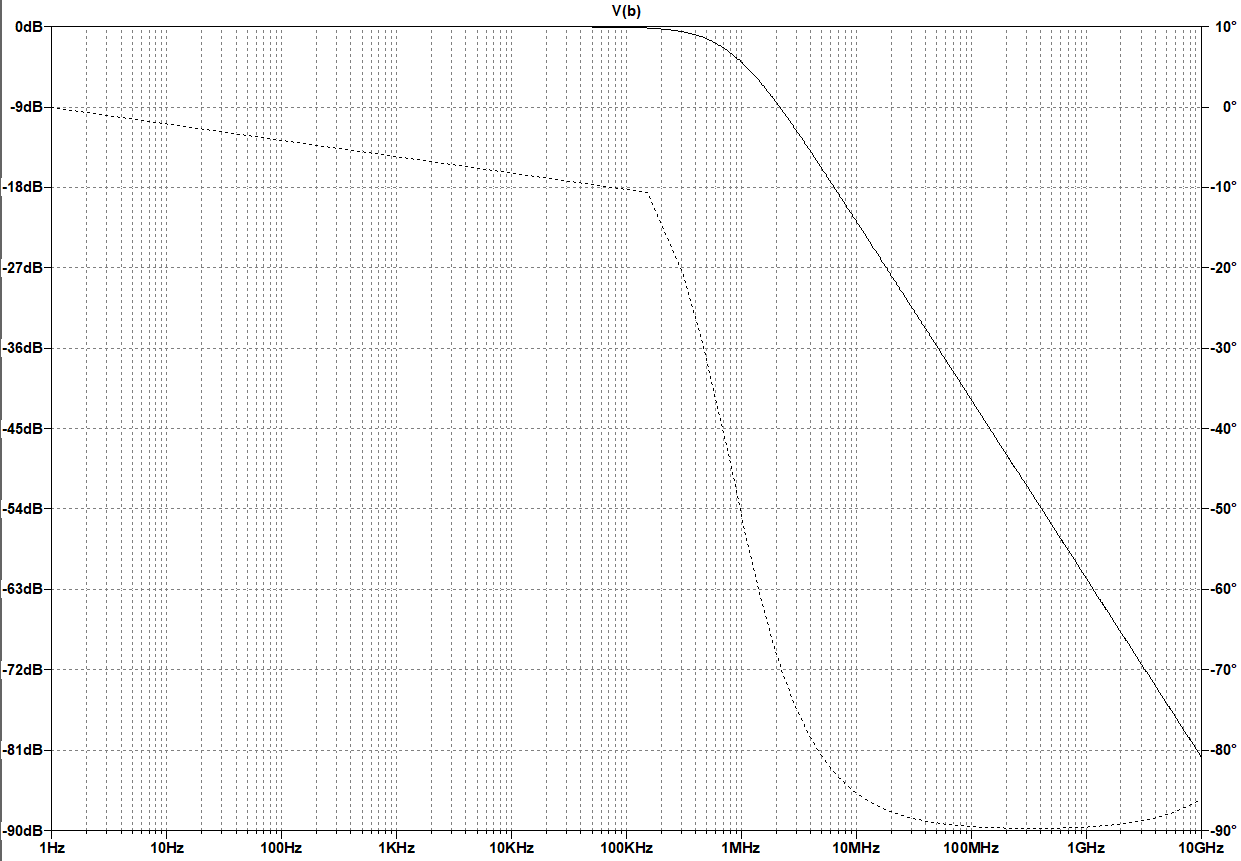 V(b)
0dB 10°
-9dB 0°
-18dB -10°
-27dB -20°
-36dB -30°
-45dB -40°
-54dB -50°
-63dB -60°
-72dB -70°
-81dB -80°
-90dB -90°
1Hz 10Hz 100Hz 1KHz 10KHz 100KHz 1MHz 10MHz 100MHz 1GHz 10GHz